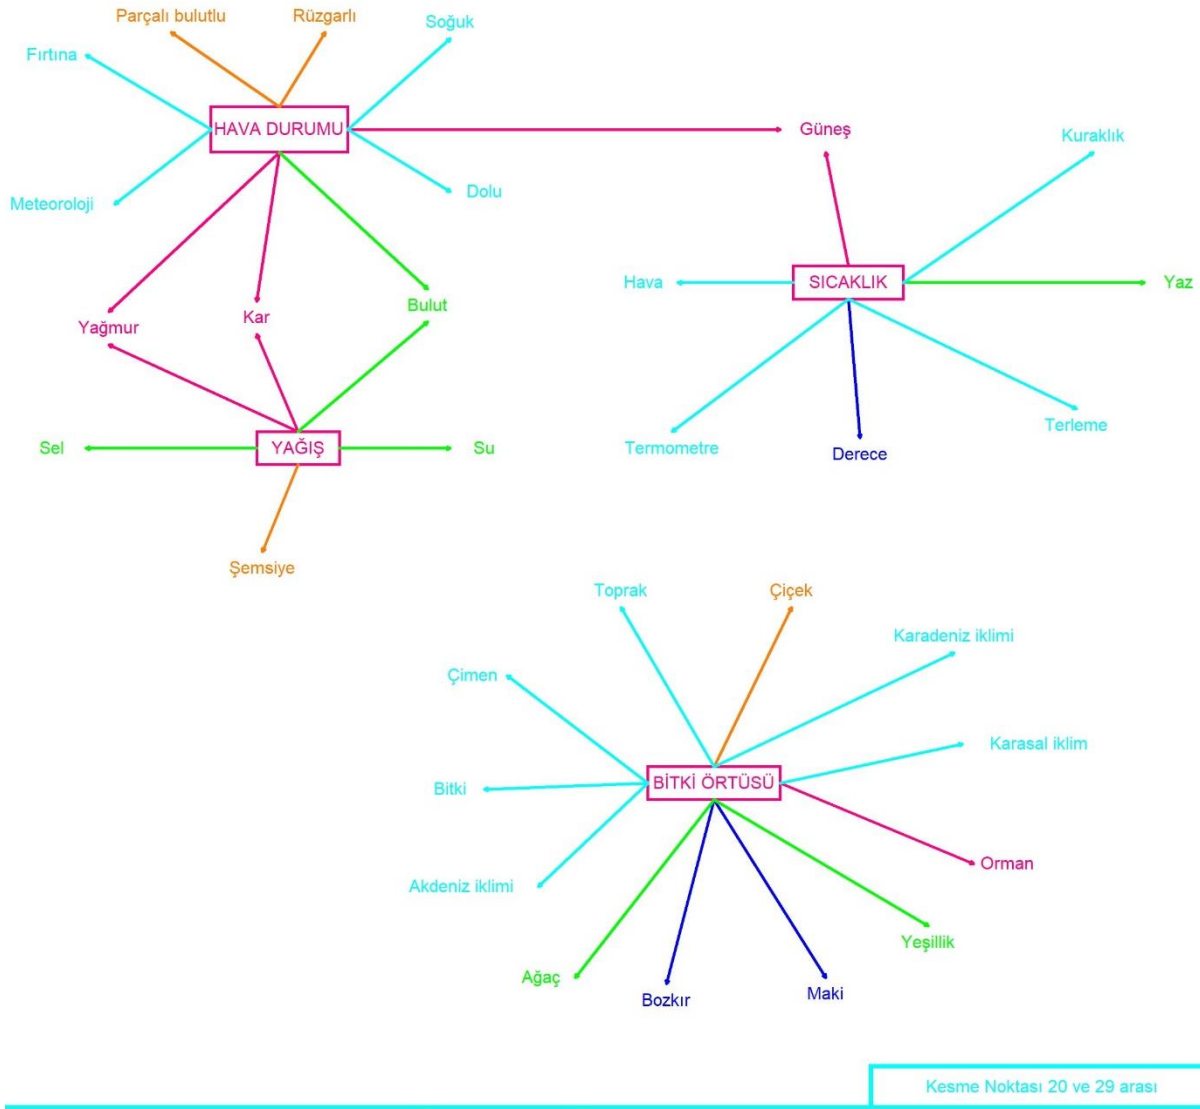 Parçalı bulutlu
Rüzgarlı
Soğuk
Fırtına
HAVA DURUMU
Güneş
Kuraklık
Meteoroloji
Dolu
Hava
SICAKLIK
Yaz
Yağmur
Kar
Bulut
Sel
YAĞIŞ
Su
Termometre
Derece
Terleme
Şemsiye
Toprak
Çiçek
Karadeniz iklimi
Çimen
Karasal iklim
Bitki
BİTKİ ÖRTÜSÜ
Orman
Akdeniz iklimi
Yeşillik
Ağaç
Bozkır
Maki
Kesme Noktası 20 ve 29 arası